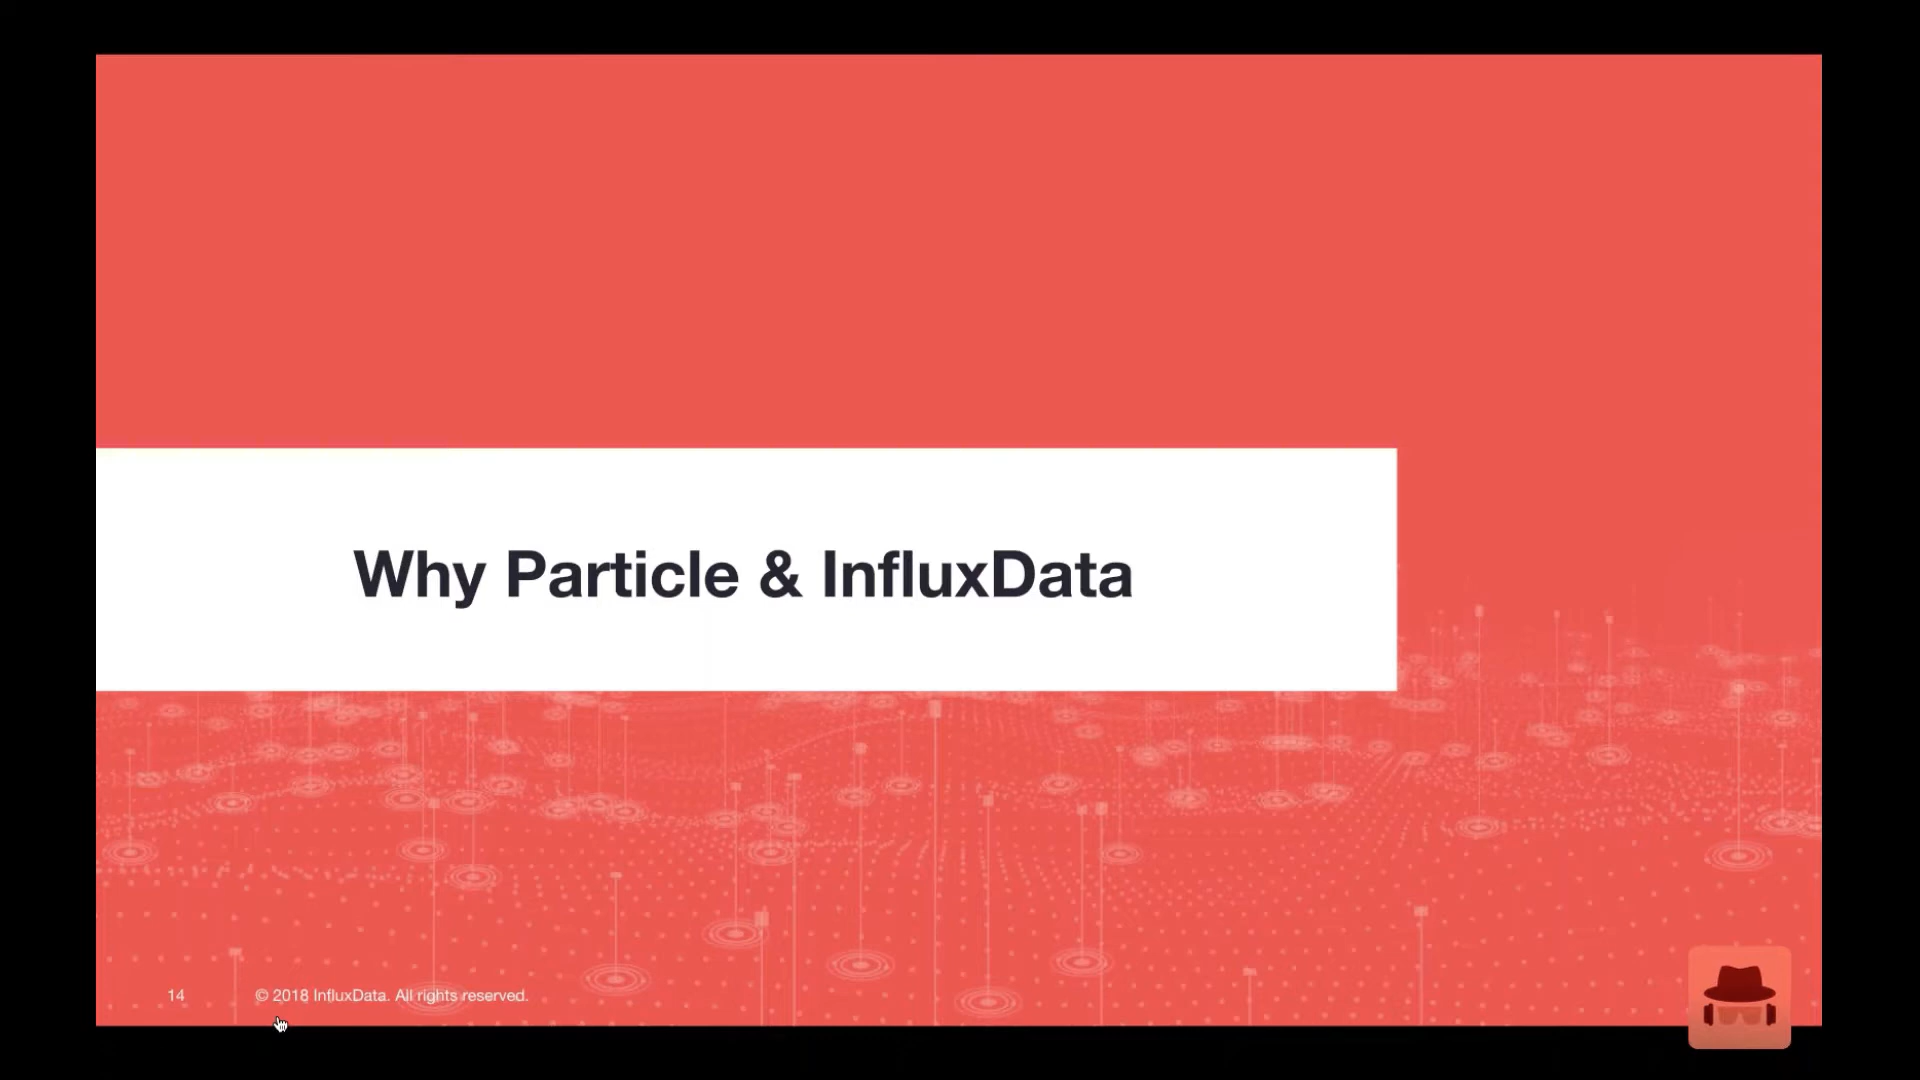 Why Particle & InfluxData
14
© 2018 InfluxData. All rights reserved.